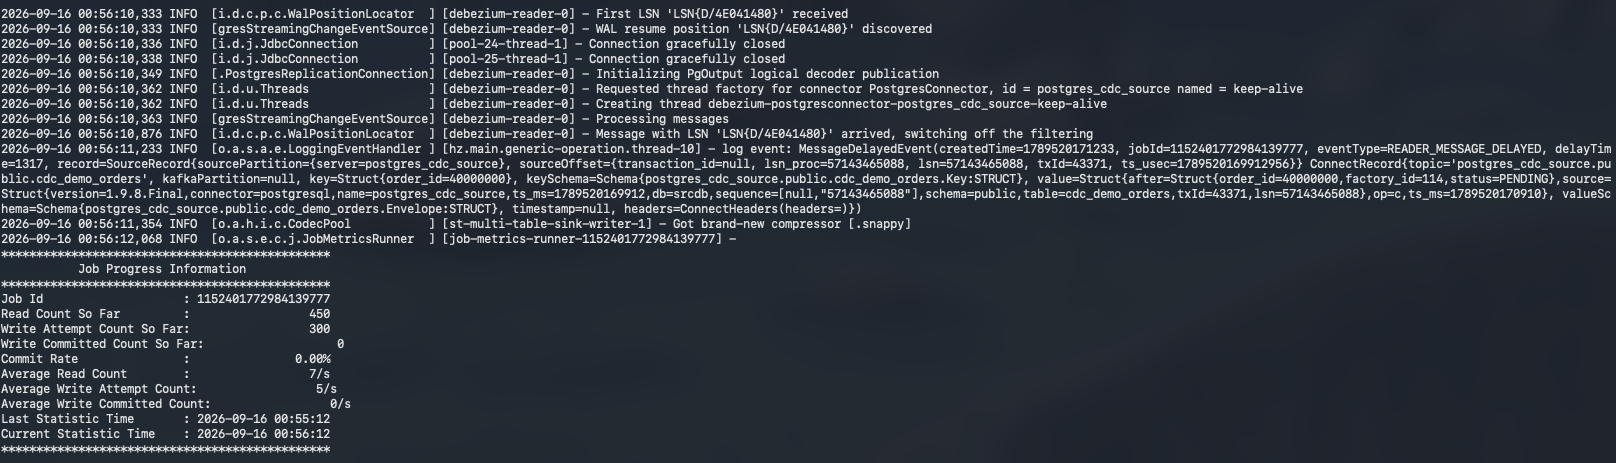 2026-09-16 00:56:10,333 INFO  [i.d.c.p.c.WalPositionLocator  ] [debezium-reader-0] - First LSN 'LSN{D/4E041480}' received
2026-09-16 00:56:10,333 INFO  [gresStreamingChangeEventSource] [debezium-reader-0] - WAL resume position 'LSN{D/4E041480}' discovered
2026-09-16 00:56:10,336 INFO  [i.d.j.JdbcConnection          ] [pool-24-thread-1] - Connection gracefully closed
2026-09-16 00:56:10,338 INFO  [i.d.j.JdbcConnection          ] [pool-25-thread-1] - Connection gracefully closed
2026-09-16 00:56:10,349 INFO  [.PostgresReplicationConnection] [debezium-reader-0] - Initializing PgOutput logical decoder publication
2026-09-16 00:56:10,362 INFO  [i.d.u.Threads                 ] [debezium-reader-0] - Requested thread factory for connector PostgresConnector, id = postgres_cdc_source named = keep-alive
2026-09-16 00:56:10,362 INFO  [i.d.u.Threads                 ] [debezium-reader-0] - Creating thread debezium-postgresconnector-postgres_cdc_source-keep-alive
2026-09-16 00:56:10,363 INFO  [gresStreamingChangeEventSource] [debezium-reader-0] - Processing messages
2026-09-16 00:56:10,876 INFO  [i.d.c.p.c.WalPositionLocator  ] [debezium-reader-0] - Message with LSN 'LSN{D/4E041480}' arrived, switching off the filtering
2026-09-16 00:56:11,233 INFO  [o.a.s.a.e.LoggingEventHandler ] [hz.main.generic-operation.thread-10] - log event: MessageDelayedEvent(createdTime=1789520171233, jobId=1152401772984139777, eventType=READER_MESSAGE_DELAYED, delayTim
e=1317, record=SourceRecord{sourcePartition={server=postgres_cdc_source}, sourceOffset={transaction_id=null, lsn_proc=57143465088, lsn=57143465088, txId=43371, ts_usec=1789520169912956}} ConnectRecord{topic='postgres_cdc_source.pu
blic.cdc_demo_orders', kafkaPartition=null, key=Struct{order_id=40000000}, keySchema=Schema{postgres_cdc_source.public.cdc_demo_orders.Key:STRUCT}, value=Struct{after=Struct{order_id=40000000,factory_id=114,status=PENDING},source=
Struct{version=1.9.8.Final,connector=postgresql,name=postgres_cdc_source,ts_ms=1789520169912,db=srcdb,sequence=[null,"57143465088"],schema=public,table=cdc_demo_orders,txId=43371,lsn=57143465088},op=c,ts_ms=1789520170910}, valueSc
hema=Schema{postgres_cdc_source.public.cdc_demo_orders.Envelope:STRUCT}, timestamp=null, headers=ConnectHeaders(headers=)})
2026-09-16 00:56:11,354 INFO  [o.a.h.i.c.CodecPool           ] [st-multi-table-sink-writer-1] - Got brand-new compressor [.snappy]
2026-09-16 00:56:12,068 INFO  [o.a.s.e.c.j.JobMetricsRunner  ] [job-metrics-runner-1152401772984139777] -
***********************************************
           Job Progress Information
***********************************************
Job Id                    : 1152401772984139777
Read Count So Far         :                 450
Write Attempt Count So Far:                 300
Write Committed Count So Far:                   0
Commit Rate               :               0.00%
Average Read Count        :                 7/s
Average Write Attempt Count:                 5/s
Average Write Committed Count:                 0/s
Last Statistic Time       : 2026-09-16 00:55:12
Current Statistic Time    : 2026-09-16 00:56:12
***********************************************